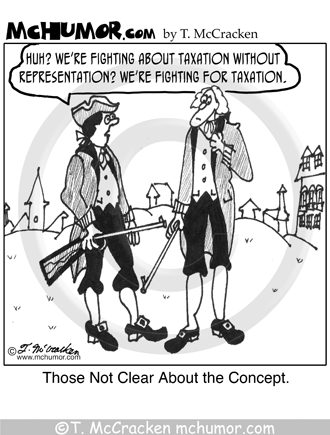 McHUMOR.com by T. McCracken
HUH? WE'RE FIGHTING ABOUT TAXATION WITHOUT
REPRESENTATION? WE'RE FIGHTING FOR TAXATION.
© T. McCracken
www.mchumor.com
Those Not Clear About the Concept.
©T. McCracken mchumor.com